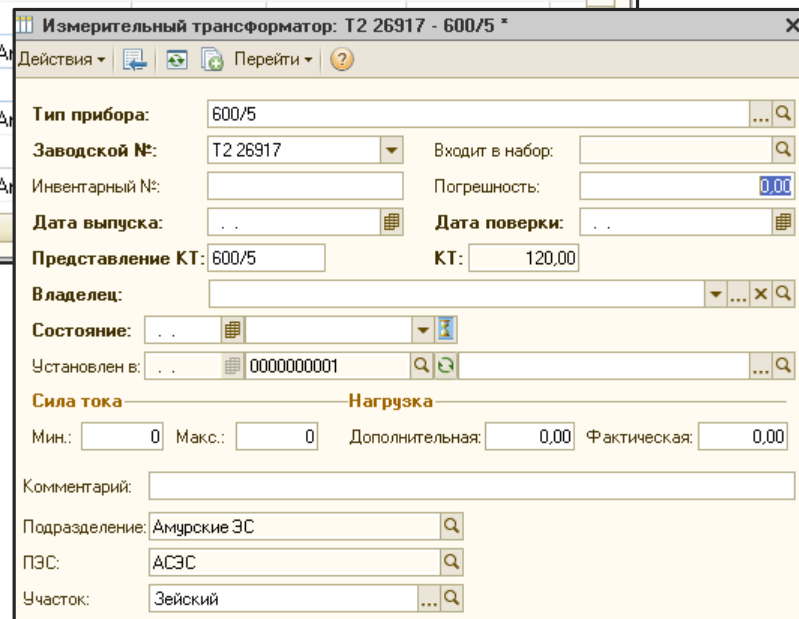 Измерительный трансформатор: Т2 26917 - 600/5 *
Действия Перейти
Тип прибора: 600/5 ...
Заводской №: Т2 26917 Входит в набор:
Инвентарный №: Погрешность: 0,00
Дата выпуска: . . Дата поверки: . .
Представление КТ: 600/5 КТ: 120,00
Владелец: ...
Состояние: . .
Установлен в: . . 0000000001 ...
Сила тока Нагрузка
Мин.: 0 Макс.: 0 Дополнительная: 0,00 Фактическая: 0,00
Комментарий:
Подразделение: Амурские ЭС
ПЭС: АСЭС
Участок: Зейский ...